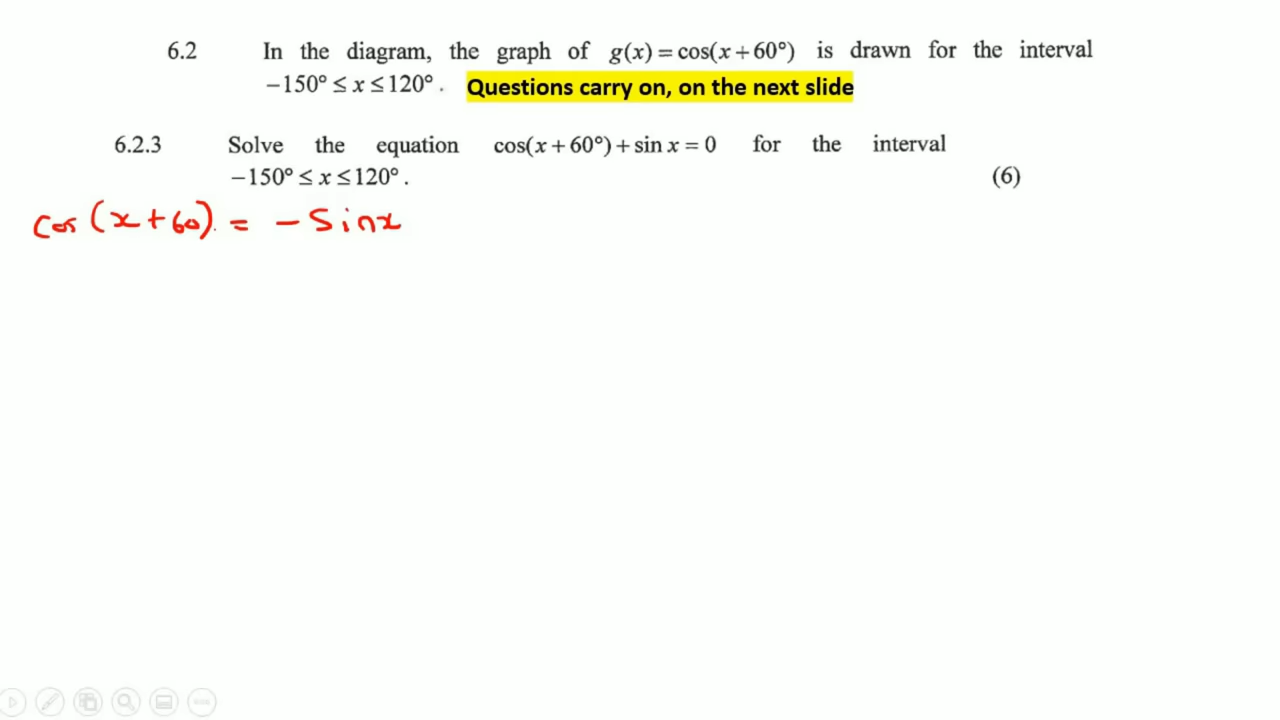 6.2 In the diagram, the graph of g(x) = cos(x + 60°) is drawn for the interval
−150° ≤ x ≤ 120° . Questions carry on, on the next slide
6.2.3 Solve the equation cos(x + 60°) + sin x = 0 for the interval
−150° ≤ x ≤ 120° . (6)
cos (x + 60) = − Sinx